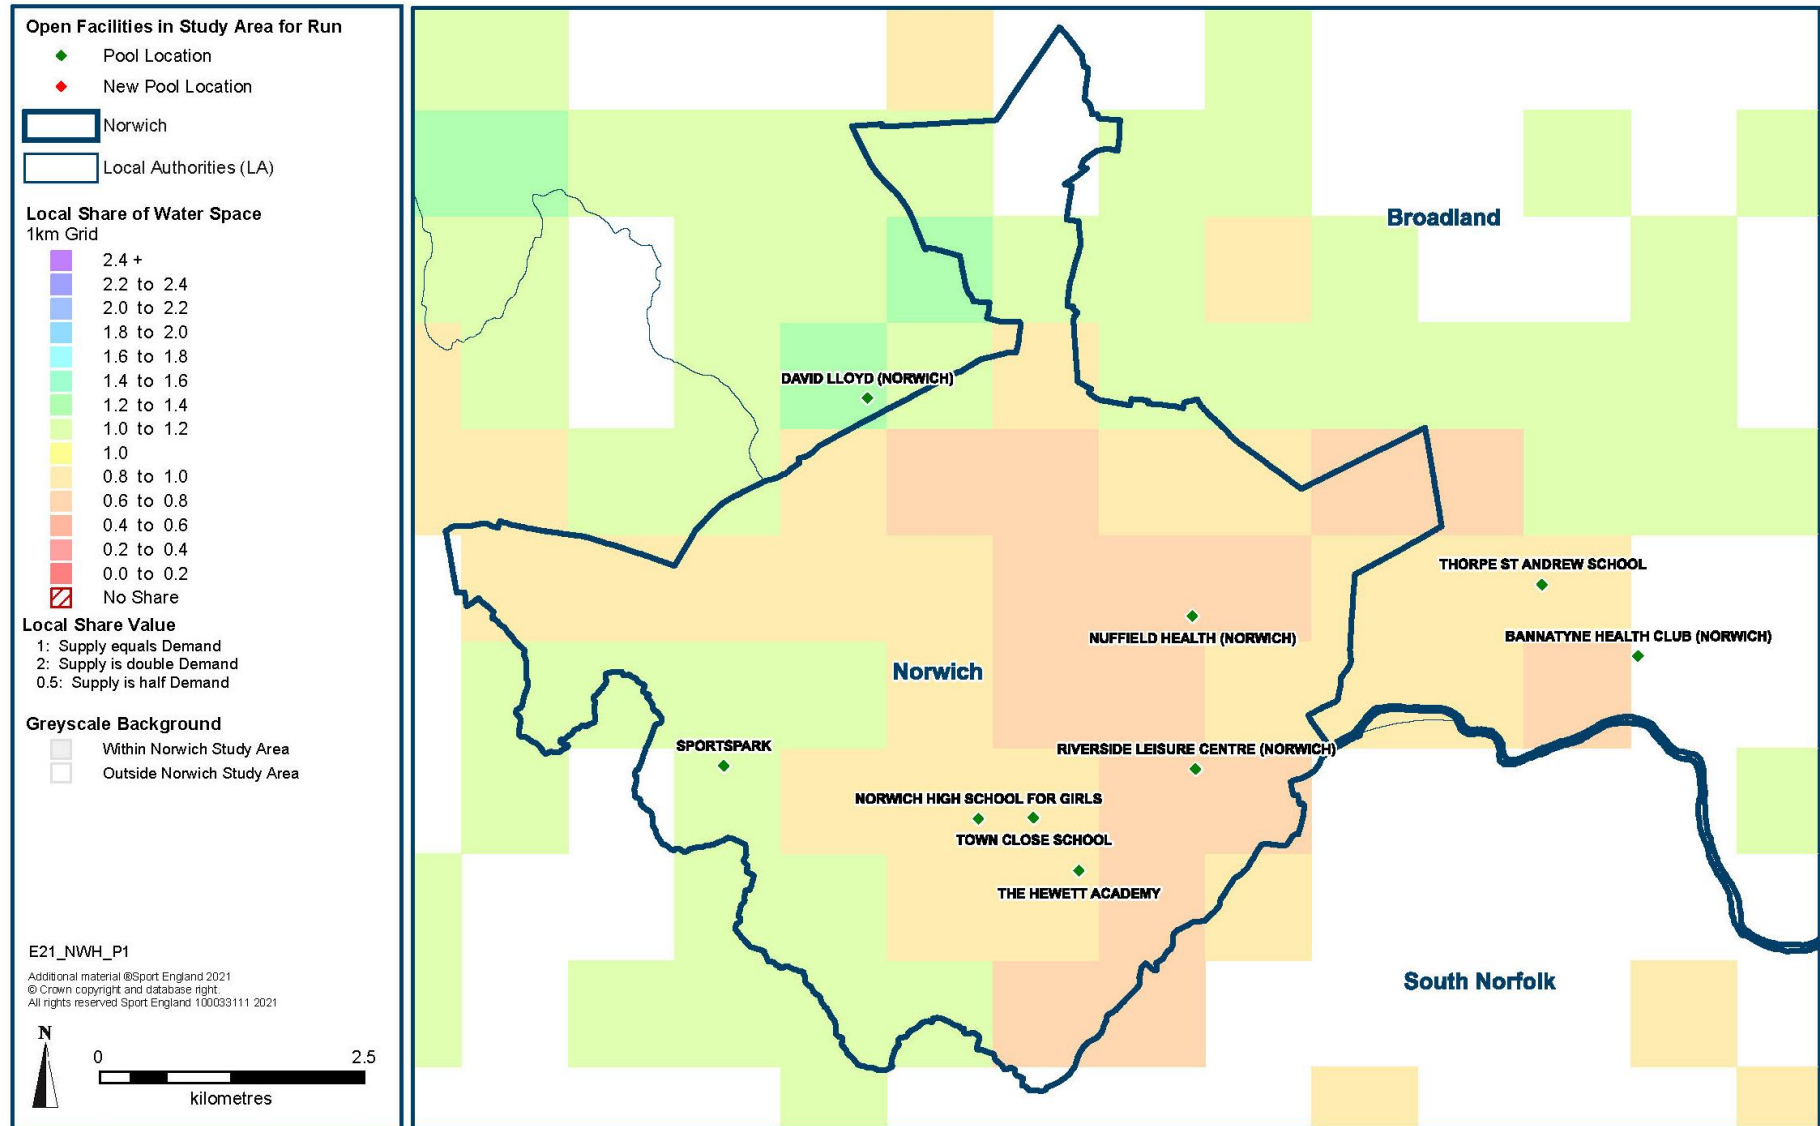 Open Facilities in Study Area for Run
Pool Location
New Pool Location
Norwich
Local Authorities (LA)
Local Share of Water Space
1km Grid
2.4 +
2.2 to 2.4
2.0 to 2.2
1.8 to 2.0
1.6 to 1.8
1.4 to 1.6
1.2 to 1.4
1.0 to 1.2
1.0
0.8 to 1.0
0.6 to 0.8
0.4 to 0.6
0.2 to 0.4
0.0 to 0.2
No Share
Local Share Value
1: Supply equals Demand
2: Supply is double Demand
0.5: Supply is half Demand
Greyscale Background
Within Norwich Study Area
Outside Norwich Study Area
E21_NWH_P1
Additional material ®Sport England 2021
© Crown copyright and database right.
All rights reserved Sport England 100033111 2021
N
0 2.5
kilometres
Broadland
DAVID LLOYD (NORWICH)
THORPE ST ANDREW SCHOOL
NUFFIELD HEALTH (NORWICH)
BANNATYNE HEALTH CLUB (NORWICH)
Norwich
SPORTSPARK
RIVERSIDE LEISURE CENTRE (NORWICH)
NORWICH HIGH SCHOOL FOR GIRLS
TOWN CLOSE SCHOOL
THE HEWETT ACADEMY
South Norfolk